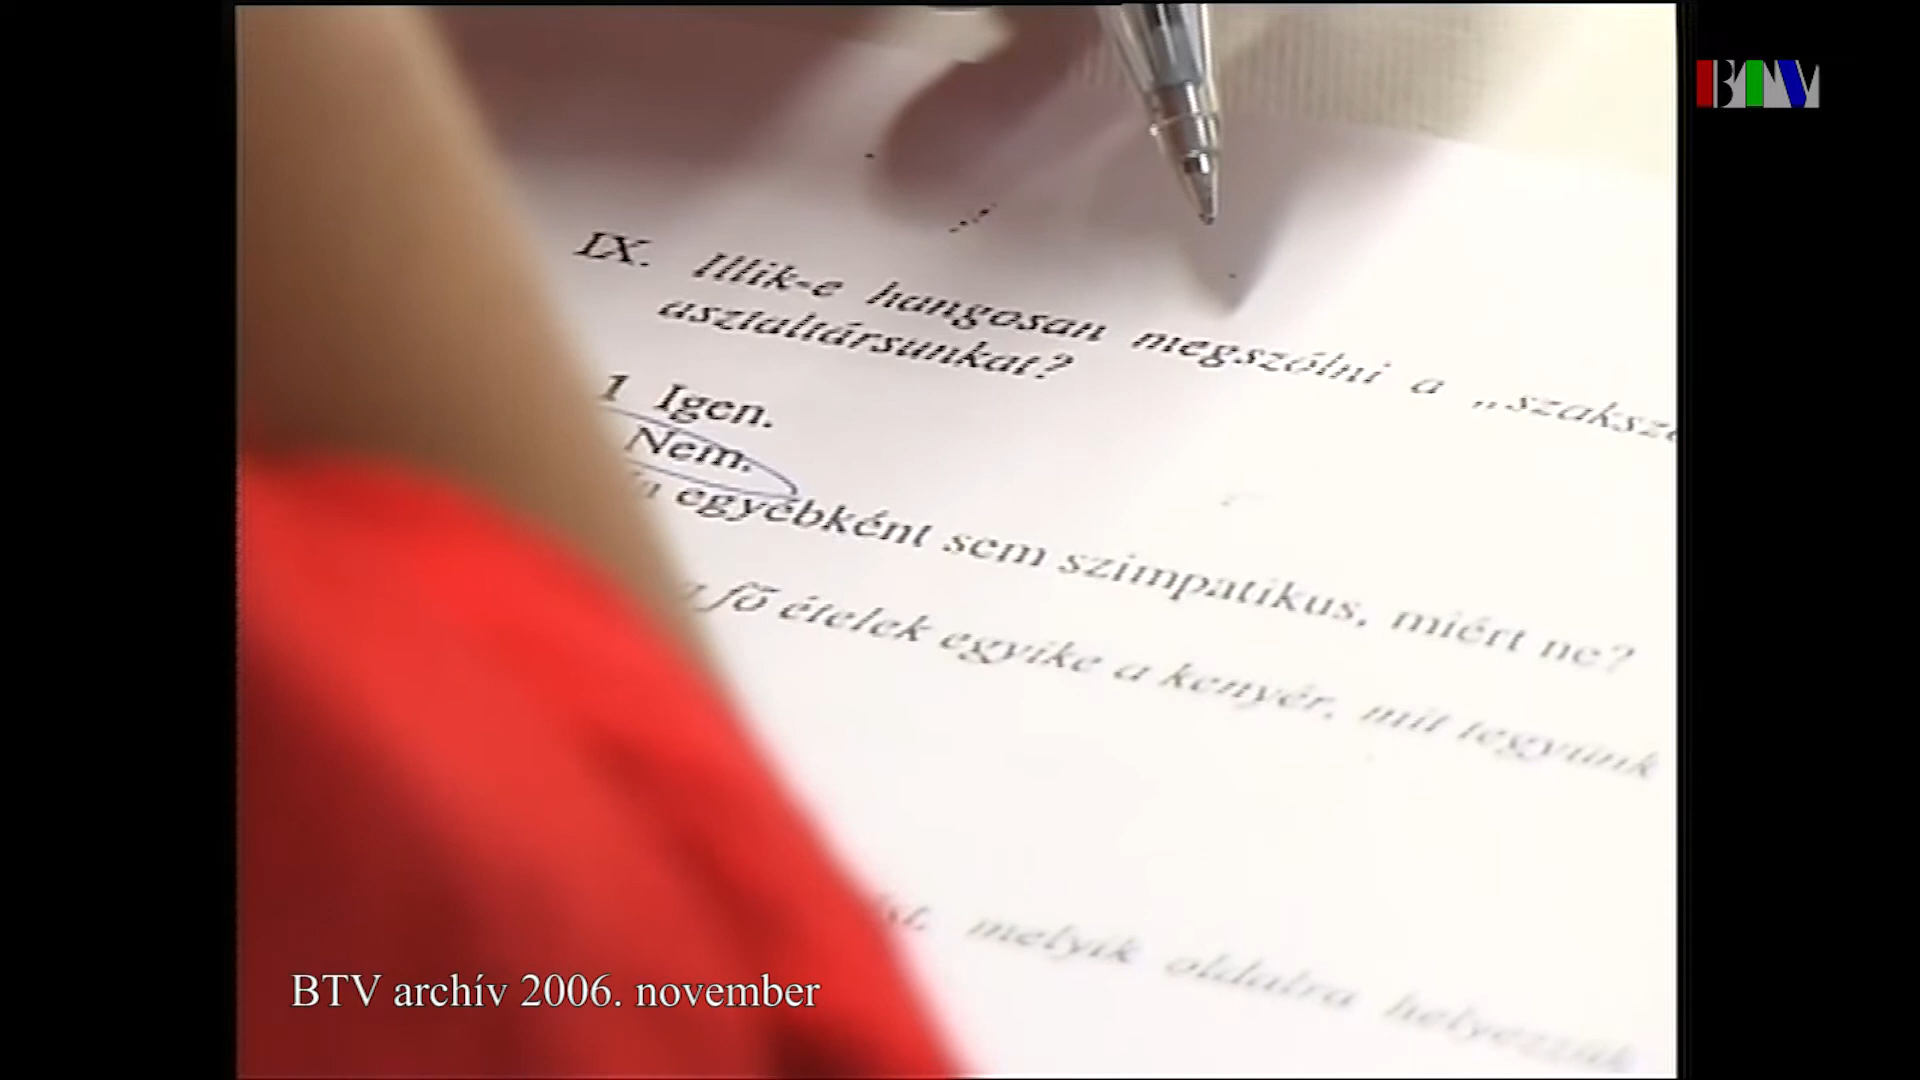 BTV
IX. Illik-e hangosan megszólni a „
asztaltársunkat?
1 Igen.
Nem.
egyébként sem szimpatikus, miért ne?
fő ételek egyike a kenyér, mit tegyünk
melyik oldalra helyezzük
BTV archív 2006. november